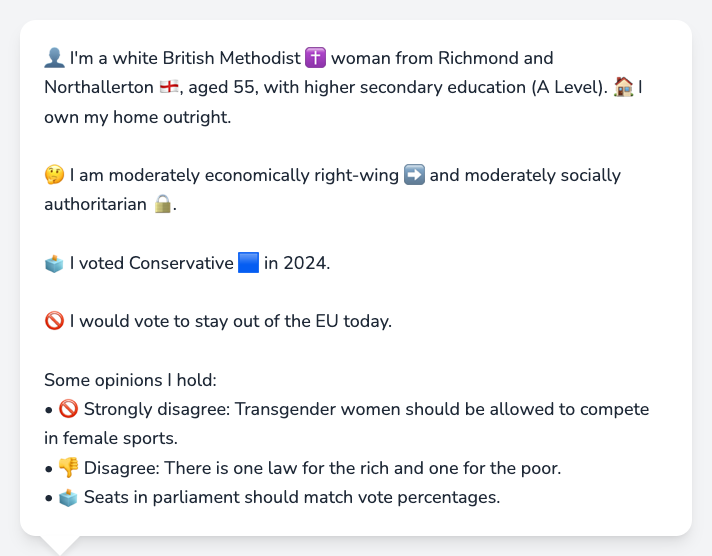 👤 I'm a white British Methodist ✝️ woman from Richmond and
Northallerton 🏴󠁧󠁢󠁥󠁮󠁧󠁿, aged 55, with higher secondary education (A Level). 🏠 I
own my home outright.
🤔 I am moderately economically right-wing ➡️ and moderately socially
authoritarian 🔒.
🗳️ I voted Conservative 🟦 in 2024.
🚫 I would vote to stay out of the EU today.
Some opinions I hold:
• 🚫 Strongly disagree: Transgender women should be allowed to compete
in female sports.
• 👎 Disagree: There is one law for the rich and one for the poor.
• 🗳️ Seats in parliament should match vote percentages.